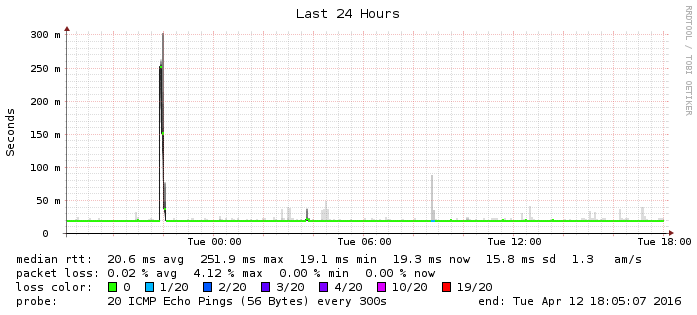 Last 24 Hours
RRDTOOL / TOBI OETIKER
Seconds
300 m
250 m
200 m
150 m
100 m
50 m
0
Tue 00:00 Tue 06:00 Tue 12:00 Tue 18:00
median rtt: 20.6 ms avg 251.9 ms max 19.1 ms min 19.3 ms now 15.8 ms sd 1.3 am/s
packet loss: 0.02 % avg 4.12 % max 0.00 % min 0.00 % now
loss color: 0 1/20 2/20 3/20 4/20 10/20 19/20
probe: 20 ICMP Echo Pings (56 Bytes) every 300s end: Tue Apr 12 18:05:07 2016